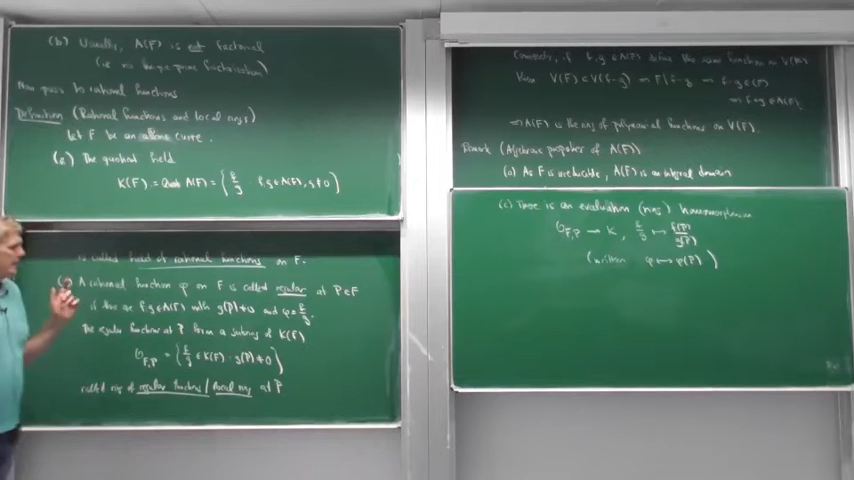 (b) Usually, A(F) is not factorial
(i.e. no unique prime factorization)
Now pass to rational functions
Definition (Rational functions and local rings)
Let F be an affine curve.
(a) The quotient field
K(F) := Quot A(F) = { f/g : f,g ∈ A(F), g ≠ 0 }
is called field of rational functions on F.
(b) A rational function φ on F is called regular at P ∈ F
if there are f,g ∈ A(F) with g(P) ≠ 0 and φ = f/g.
The regular functions at P form a subring of K(F)
O_{F,P} = { f/g ∈ K(F) : g(P) ≠ 0 }
called ring of regular functions / local ring at P
Conversely, if f,g ∈ A(F) define the same function on V(F)
then V(F) ⊂ V(f-g) ⇒ F | f-g ⇒ f-g ∈ (F)
⇒ f=g ∈ A(F).
⇒ A(F) is the ring of polynomial functions on V(F).
Remark (Algebraic properties of A(F))
(a) As F is irreducible, A(F) is an integral domain
(c) There is an evaluation (ring) homomorphism
O_{F,P} → K, f/g ↦ f(P)/g(P)
(written φ ↦ φ(P))